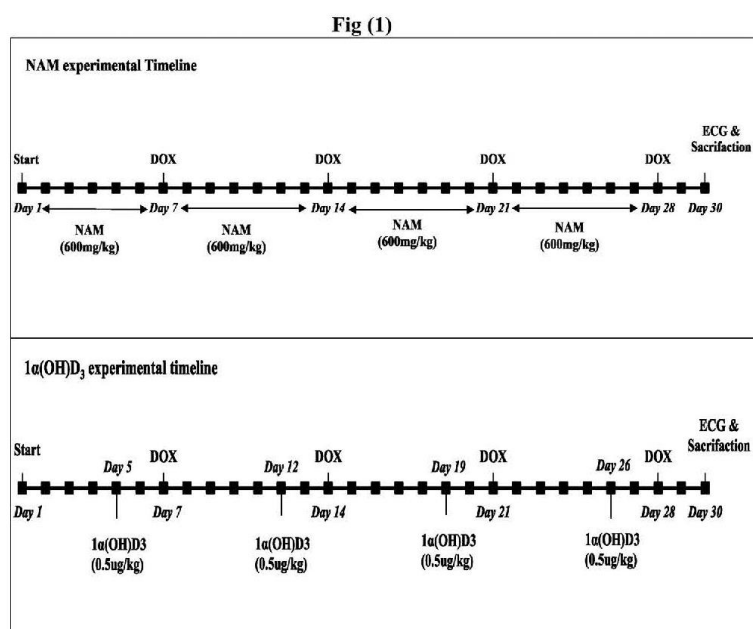 Fig (1)
NAM experimental Timeline
ECG &
Sacrifaction
Start DOX DOX DOX DOX
Day 1 Day 7 Day 14 Day 21 Day 28 Day 30
NAM NAM NAM NAM
(600mg/kg) (600mg/kg) (600mg/kg) (600mg/kg)
1α(OH)D₃ experimental timeline
ECG &
Sacrifaction
Start Day 5 DOX Day 12 DOX Day 19 DOX Day 26 DOX
Day 1 Day 7 Day 14 Day 21 Day 28 Day 30
1α(OH)D3 1α(OH)D3 1α(OH)D3 1α(OH)D3
(0.5ug/kg) (0.5ug/kg) (0.5ug/kg) (0.5ug/kg)